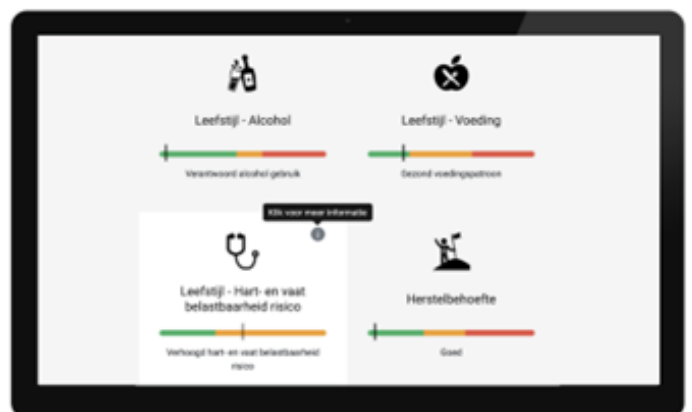 Leefstijl - Alcohol
Verantwoord alcohol gebruik
Leefstijl - Voeding
Gezond voedingspatroon
Klik voor meer informatie
Leefstijl - Hart- en vaat
belastbaarheid risico
Verhoogd hart- en vaat belastbaarheid
risico
Herstelbehoefte
Goed